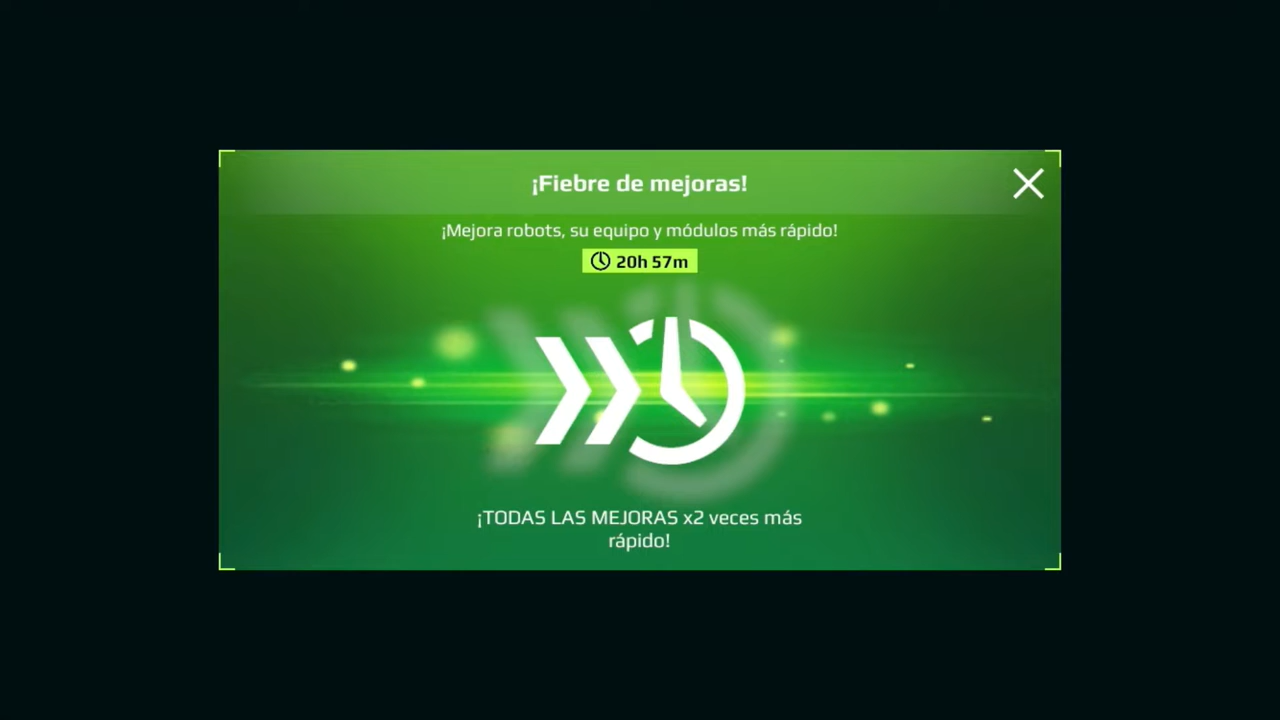 ¡Fiebre de mejoras!
¡Mejora robots, su equipo y módulos más rápido!
20h 57m
¡TODAS LAS MEJORAS x2 veces más
rápido!